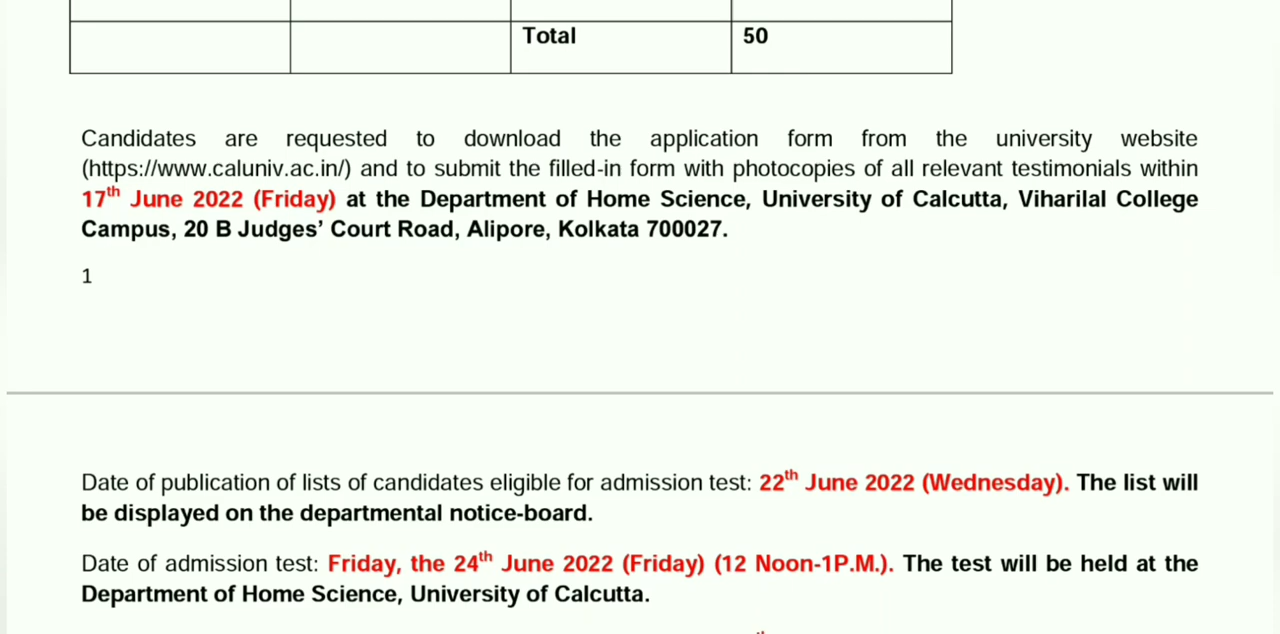 Total 50
Candidates are requested to download the application form from the university website
(https://www.caluniv.ac.in/) and to submit the filled-in form with photocopies of all relevant testimonials within
17th June 2022 (Friday) at the Department of Home Science, University of Calcutta, Viharilal College
Campus, 20 B Judges’ Court Road, Alipore, Kolkata 700027.
1
Date of publication of lists of candidates eligible for admission test: 22th June 2022 (Wednesday). The list will
be displayed on the departmental notice-board.
Date of admission test: Friday, the 24th June 2022 (Friday) (12 Noon-1P.M.). The test will be held at the
Department of Home Science, University of Calcutta.